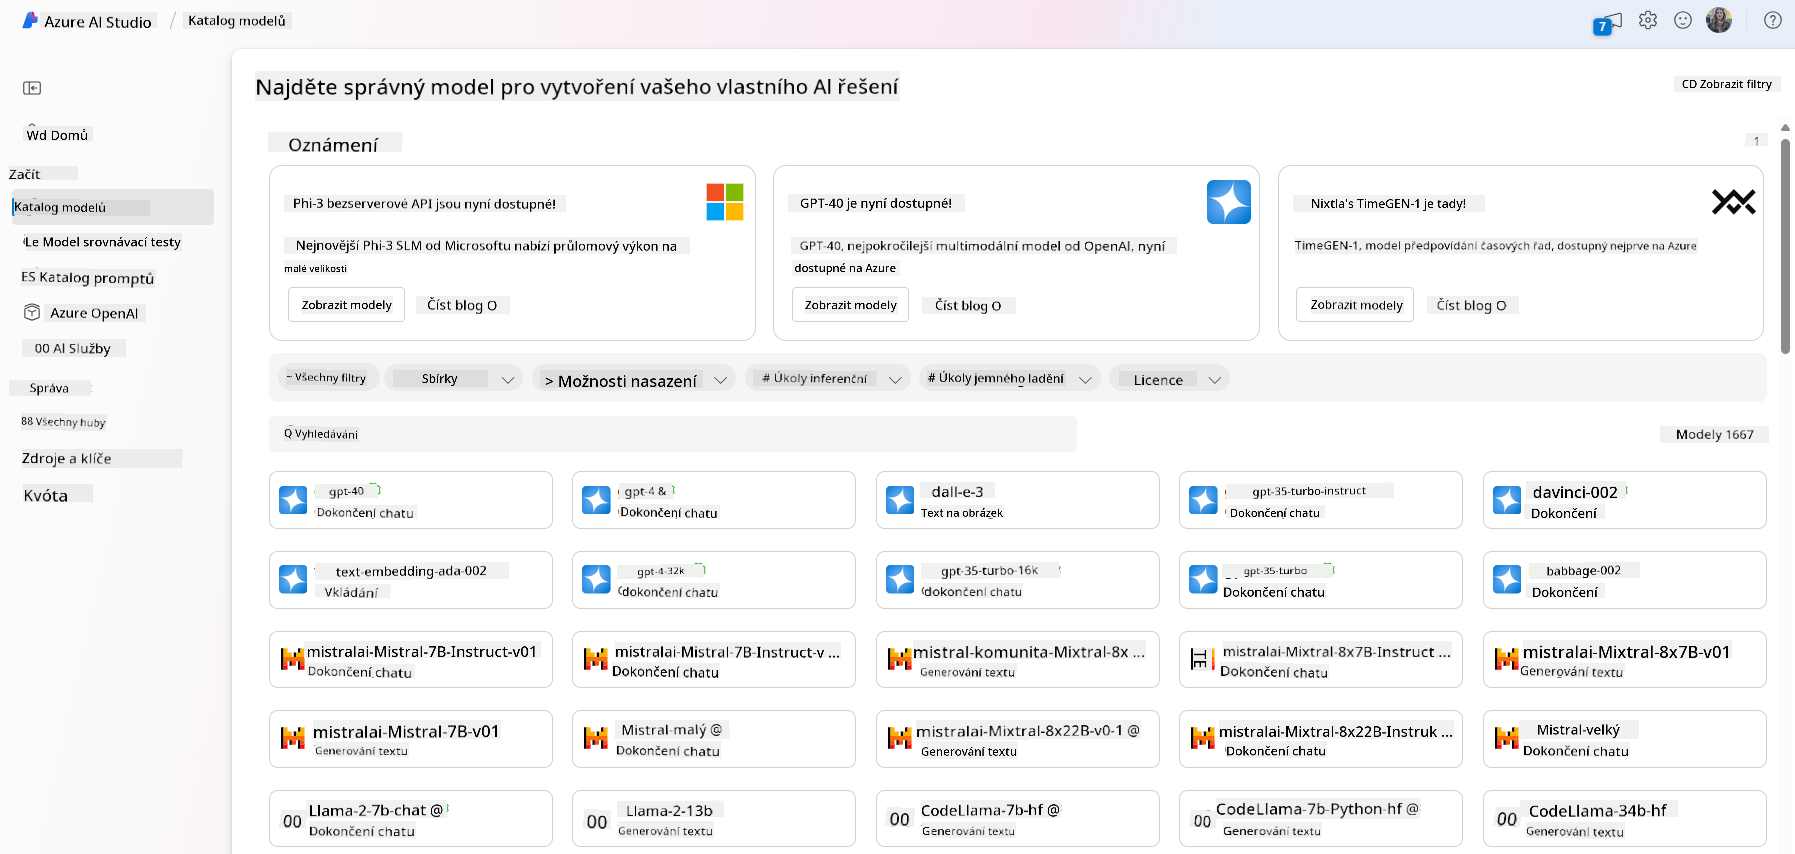 Azure AI Studio / Katalog modelů
7
Wd Domů
Začít
Katalog modelů
Le Model srovnávací testy
ES Katalog promptů
Azure OpenAI
00 AI Služby
Správa
88 Všechny huby
Zdroje a klíče
Kvóta
Najděte správný model pro vytvoření vašeho vlastního AI řešení
CD Zobrazit filtry
Oznámení
1
Phi-3 bezserverové API jsou nyní dostupné!
Nejnovější Phi-3 SLM od Microsoftu nabízí průlomový výkon na
malé velikosti
Zobrazit modely
Číst blog O
GPT-40 je nyní dostupné!
GPT-40, nejpokročilejší multimodální model od OpenAI, nyní
dostupné na Azure
Zobrazit modely
Číst blog O
Nixtla's TimeGEN-1 je tady!
TimeGEN-1, model předpovídání časových řad, dostupný nejprve na Azure
Zobrazit modely
Číst blog O
~ Všechny filtry
Sbírky
> Možnosti nasazení
# Úkoly inferenční
# Úkoly jemného ladění
Licence
Q Vyhledávání
Modely 1667
gpt-40
Dokončení chatu
gpt-4 &
Dokončení chatu
dall-e-3
Text na obrázek
gpt-35-turbo-instruct
Dokončení chatu
davinci-002
Dokončení
text-embedding-ada-002
Vkládání
gpt-4-32k
dokončení chatu
gpt-35-turbo-16k
dokončení chatu
gpt-35-turbo
Dokončení chatu
babbage-002
Dokončení
mistralai-Mistral-7B-Instruct-v01
Dokončení chatu
mistralai-Mistral-7B-Instruct-v ...
Dokončení chatu
mistral-komunita-Mixtral-8x ...
Generování textu
mistralai-Mixtral-8x7B-Instruct ...
Dokončení chatu
mistralai-Mixtral-8x7B-v01
Generování textu
mistralai-Mistral-7B-v01
Generování textu
Mistral-malý @
Dokončení chatu
mistralai-Mixtral-8x22B-v0-1 @
Generování textu
mistralai-Mixtral-8x22B-Instruk ...
Dokončení chatu
Mistral-velký
Dokončení chatu
00 Llama-2-7b-chat @
Dokončení chatu
00 Llama-2-13b
Generování textu
00 CodeLlama-7b-hf @
Generování textu
00 CodeLlama-7b-Python-hf @
Generování textu
00 CodeLlama-34b-hf
Generování textu